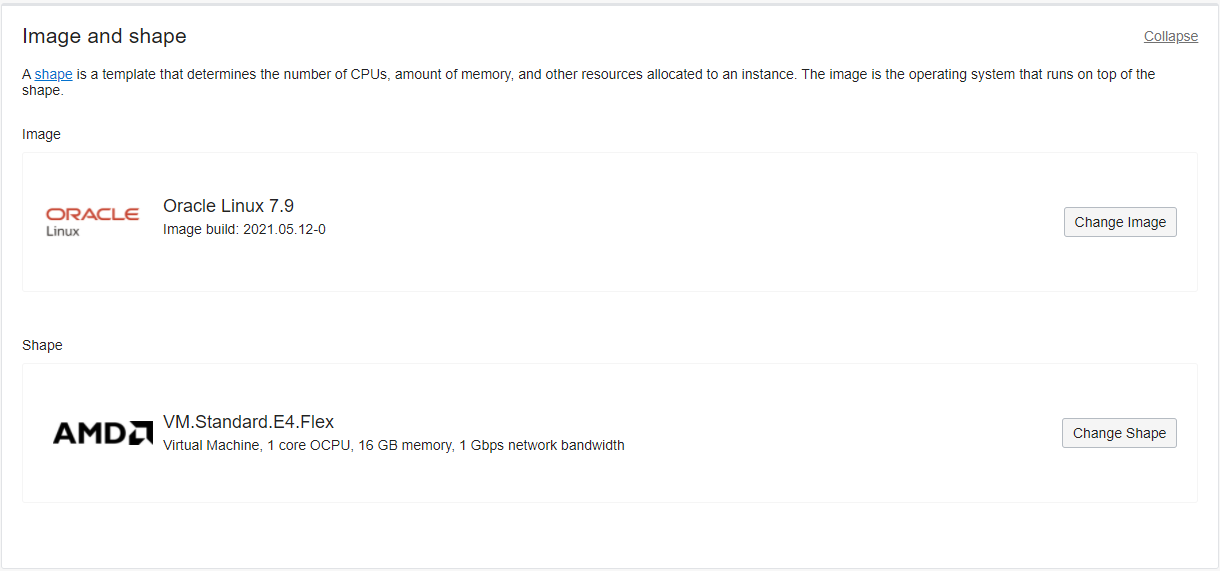 Image and shape
Collapse
A shape is a template that determines the number of CPUs, amount of memory, and other resources allocated to an instance. The image is the operating system that runs on top of the
shape.
Image
ORACLE
Linux
Oracle Linux 7.9
Image build: 2021.05.12-0
Change Image
Shape
AMD
VM.Standard.E4.Flex
Virtual Machine, 1 core OCPU, 16 GB memory, 1 Gbps network bandwidth
Change Shape